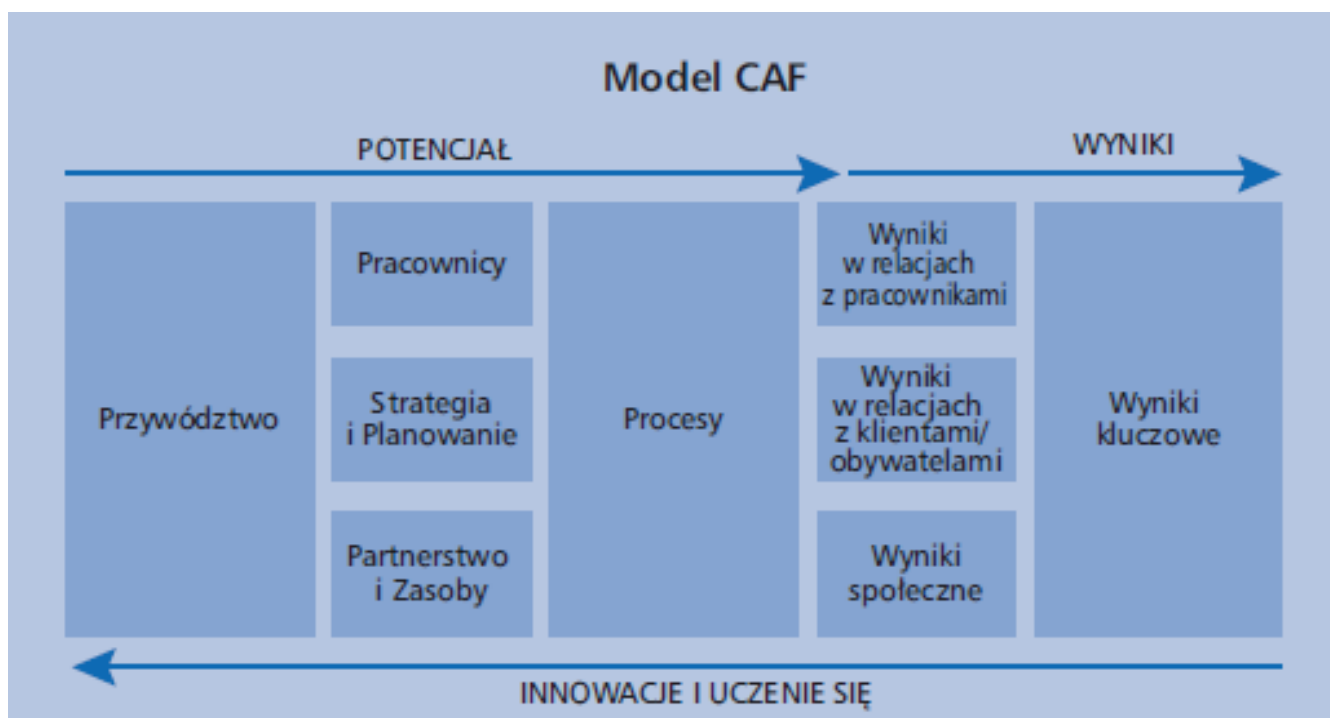 Model CAF
POTENCJAŁ
WYNIKI
Przywództwo
Pracownicy
Strategia
i Planowanie
Partnerstwo
i Zasoby
Procesy
Wyniki
w relacjach
z pracownikami
Wyniki
w relacjach
z klientami/
obywatelami
Wyniki
społeczne
Wyniki
kluczowe
INNOWACJE I UCZENIE SIĘ